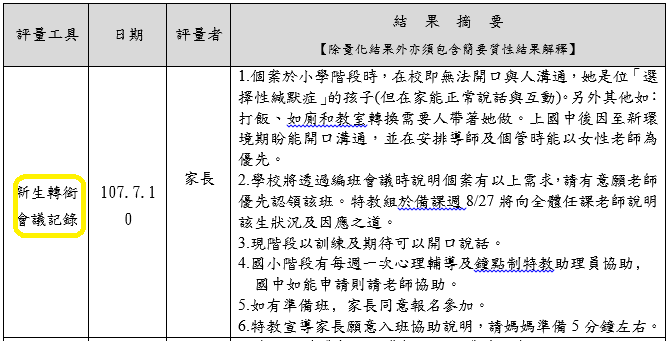 評量工具 日期 評量者 結 果 摘 要
【除量化結果外亦須包含簡要質性結果解釋】
新生轉銜
會議記錄
107.7.1
0
家長
1.個案於小學階段時，在校即無法開口與人溝通，她是位「選
擇性緘默症」的孩子(但在家能正常說話與互動)。另外其他如：
打飯、如廁和教室轉換需要人帶著她做。上國中後因至新環
境期盼能開口溝通，並在安排導師及個管時能以女性老師為
優先。
2.學校將透過編班會議時說明個案有以上需求，請有意願老師
優先認領該班。特教組於備課週 8/27 將向全體任課老師說明
該生狀況及因應之道。
3.現階段以訓練及期待可以開口說話。
4.國小階段有每週一次心理輔導及鐘點制特教助理員協助，
國中如能申請則請老師協助。
5.如有準備班，家長同意報名參加。
6.特教宣導家長願意入班協助說明，請媽媽準備 5 分鐘左右。